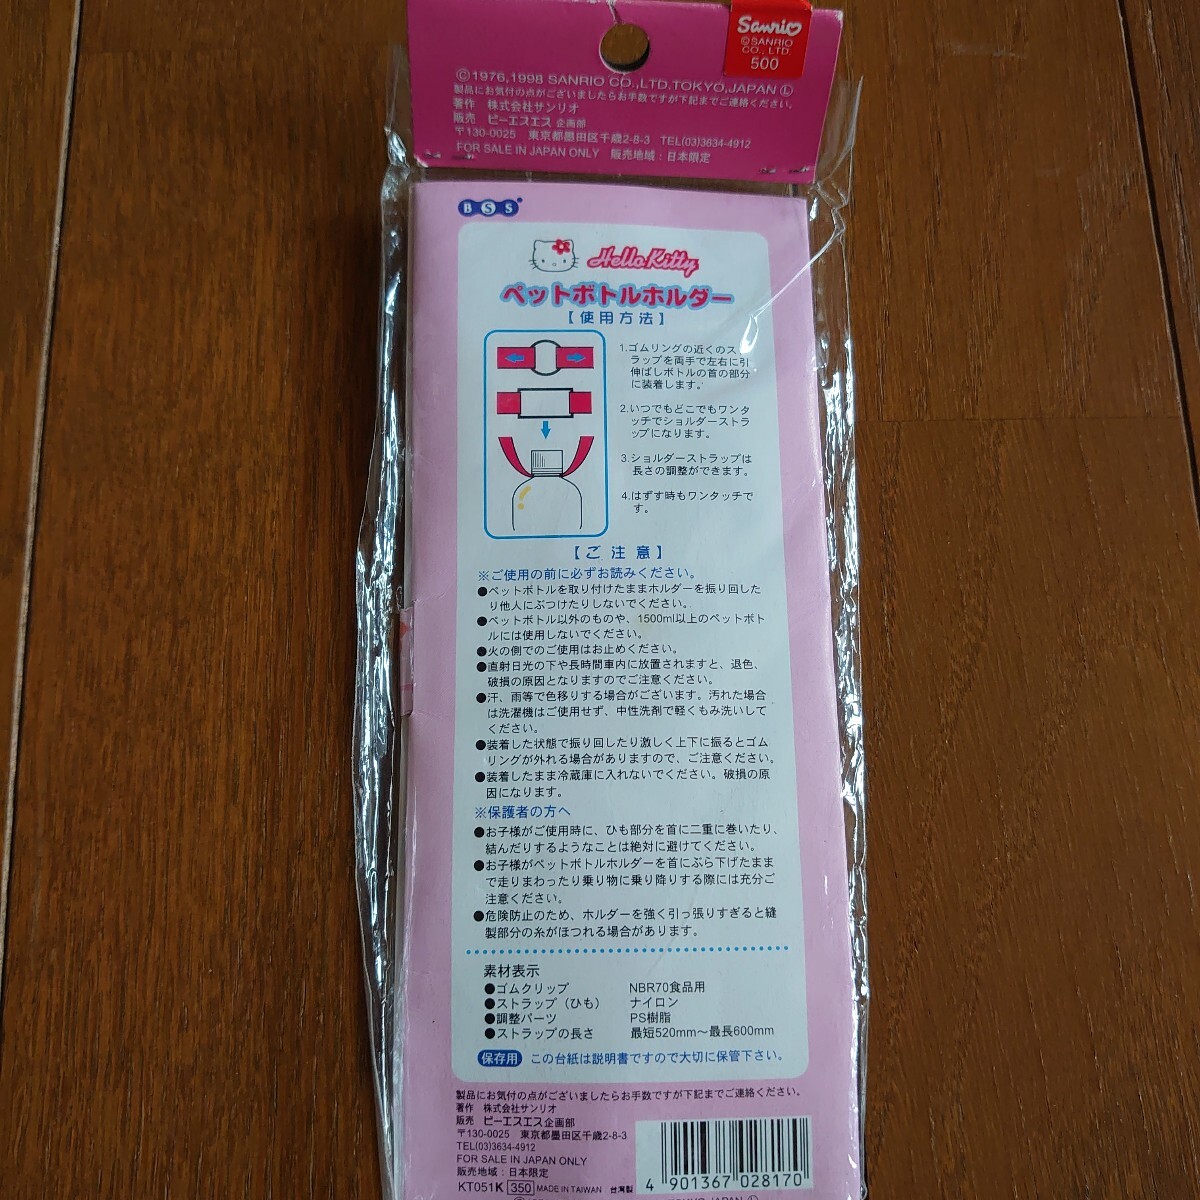 Sanrio
©SANRIO
CO., LTD.
500
©1976,1998 SANRIO CO.,LTD,TOKYO,JAPAN Ⓛ
製品にお気付の点がございましたらお手数ですが下記までご連絡ください。
著作 株式会社サンリオ
販売 ビーエスエス 企画部
〒130-0025 東京都墨田区千歳2-8-3 TEL(03)3634-4912
FOR SALE IN JAPAN ONLY 販売地域：日本限定
BSS
Hello Kitty
ペットボトルホルダー
【使用方法】
1.ゴムリングの近くのスト
ラップを両手で左右に引
伸ばしボトルの首の部分
に装着します。
2.いつでもどこでもワンタ
ッチでショルダーストラ
ップになります。
3.ショルダーストラップは
長さの調整ができます。
4.はずす時もワンタッチで
す。
【ご注意】
※ご使用の前に必ずお読みください。
●ペットボトルを取り付けたままホルダーを振り回した
り他人にぶつけたりしないでください。
●ペットボトル以外のものや、1500ml以上のペットボト
ルには使用しないでください。
●火の側でのご使用はお止めください。
●直射日光の下や長時間車内に放置されますと、退色、
破損の原因となりますのでご注意ください。
●汗、雨等で色移りする場合がございます。汚れた場合
は洗濯機はご使用せず、中性洗剤で軽くもみ洗いして
ください。
●装着した状態で振り回したり激しく上下に振るとゴム
リングが外れる場合がありますので、ご注意ください。
●装着したまま冷蔵庫に入れないでください。破損の原
因になります。
※保護者の方へ
●お子様がご使用時に、ひも部分を首に二重に巻いたり、
結んだりするようなことは絶対に避けてください。
●お子様がペットボトルホルダーを首にぶら下げたまま
で走りまわったり乗り物に乗り降りする際には充分ご
注意ください。
●危険防止のため、ホルダーを強く引っ張りすぎると縫
製部分の糸がほつれる場合があります。
素材表示
●ゴムクリップ NBR70食品用
●ストラップ（ひも） ナイロン
●調整パーツ PS樹脂
●ストラップの長さ 最短520mm～最長600mm
保存用 この台紙は説明書ですので大切に保管下さい。
製品にお気付の点がございましたらお手数ですが下記までご連絡ください。
著作 株式会社サンリオ
販売 ビーエスエス企画部
〒130-0025 東京都墨田区千歳2-8-3
TEL(03)3634-4912
FOR SALE IN JAPAN ONLY
販売地域：日本限定
KT051K 350 MADE IN TAIWAN 台灣製
4 901367 028170